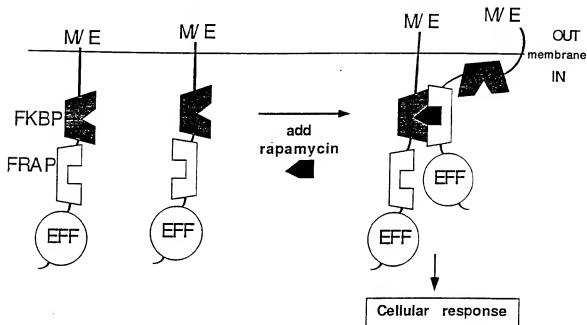 M/E
M/E
M/E
M/E
OUT
membrane
IN
FKBP
FRAP
add
rapamycin
EFF
EFF
EFF
EFF
Cellular response